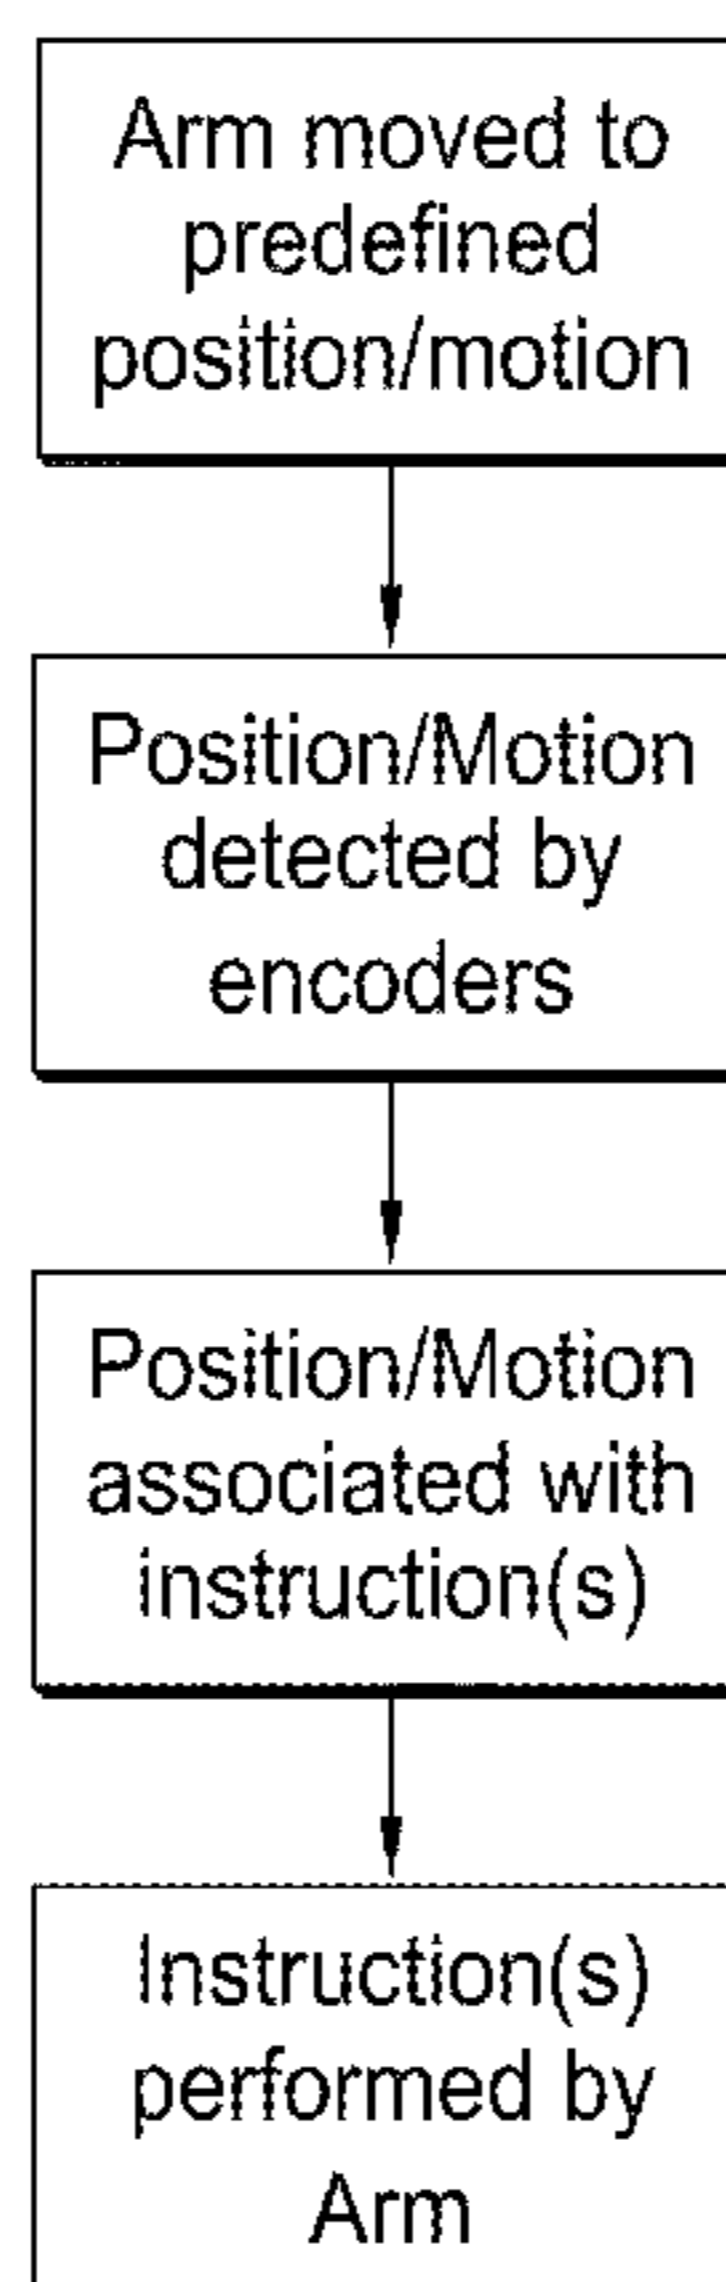 Arm moved to
predefined
position/motion
Position/Motion
detected by
encoders
Position/Motion
associated with
instruction(s)
Instruction(s)
performed by
Arm